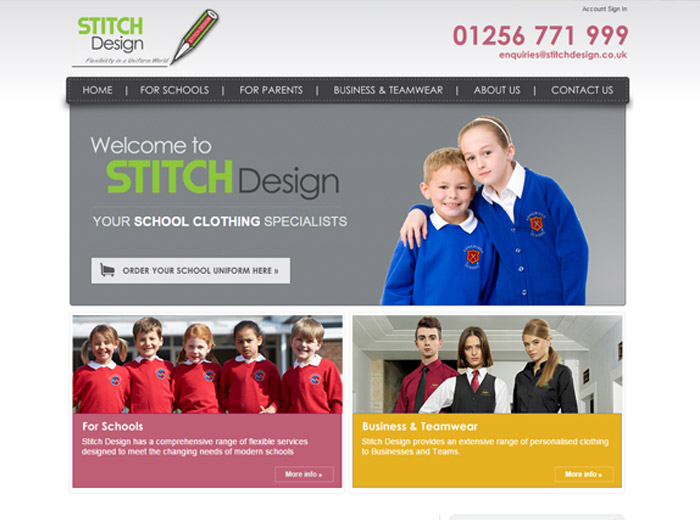 Account Sign In
STITCH
Design
Flexibility in a Uniform World
01256 771 999
enquiries@stitchdesign.co.uk
HOME | FOR SCHOOLS | FOR PARENTS | BUSINESS & TEAMWEAR | ABOUT US | CONTACT US
Welcome to
STITCH Design
YOUR SCHOOL CLOTHING SPECIALISTS
ORDER YOUR SCHOOL UNIFORM HERE »
For Schools
Stitch Design has a comprehensive range of flexible services
designed to meet the changing needs of modern schools
More info »
Business & Teamwear
Stitch Design provides an extensive range of personalised clothing
to Businesses and Teams.
More info »